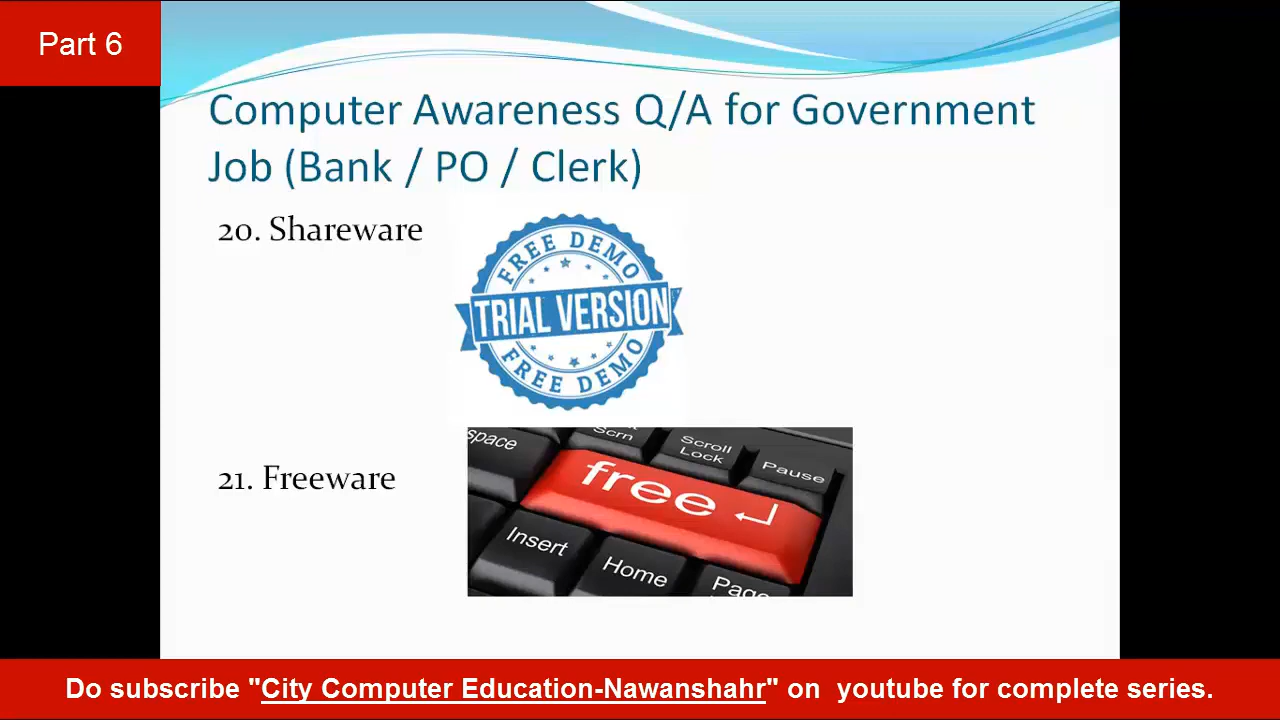 Part 6
Computer Awareness Q/A for Government
Job (Bank / PO / Clerk)
20. Shareware
FREE DEMO
TRIAL VERSION
FREE DEMO
21. Freeware
space
Scrn
Scroll
Lock
Pause
free
Insert
Home
Page
Do subscribe "City Computer Education-Nawanshahr" on youtube for complete series.